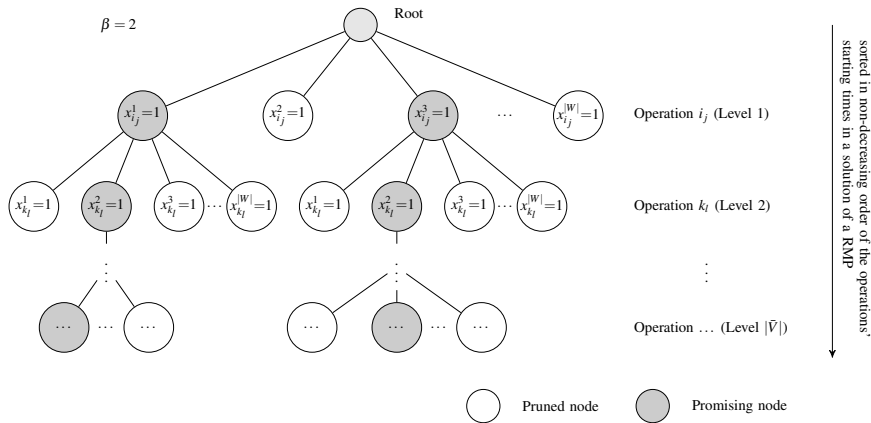 β = 2
Root
x^1_{i_j}=1
x^2_{i_j}=1
x^3_{i_j}=1
...
x^{|W|}_{i_j}=1
Operation i_j (Level 1)
x^1_{k_l}=1
x^2_{k_l}=1
x^3_{k_l}=1
...
x^{|W|}_{k_l}=1
x^1_{k_l}=1
x^2_{k_l}=1
x^3_{k_l}=1
...
x^{|W|}_{k_l}=1
Operation k_l (Level 2)
⋮
⋮
⋮
...
...
...
...
...
...
...
Operation ... (Level |V̄|)
sorted in non-decreasing order of the operations'
starting times in a solution of a RMP
Pruned node
Promising node